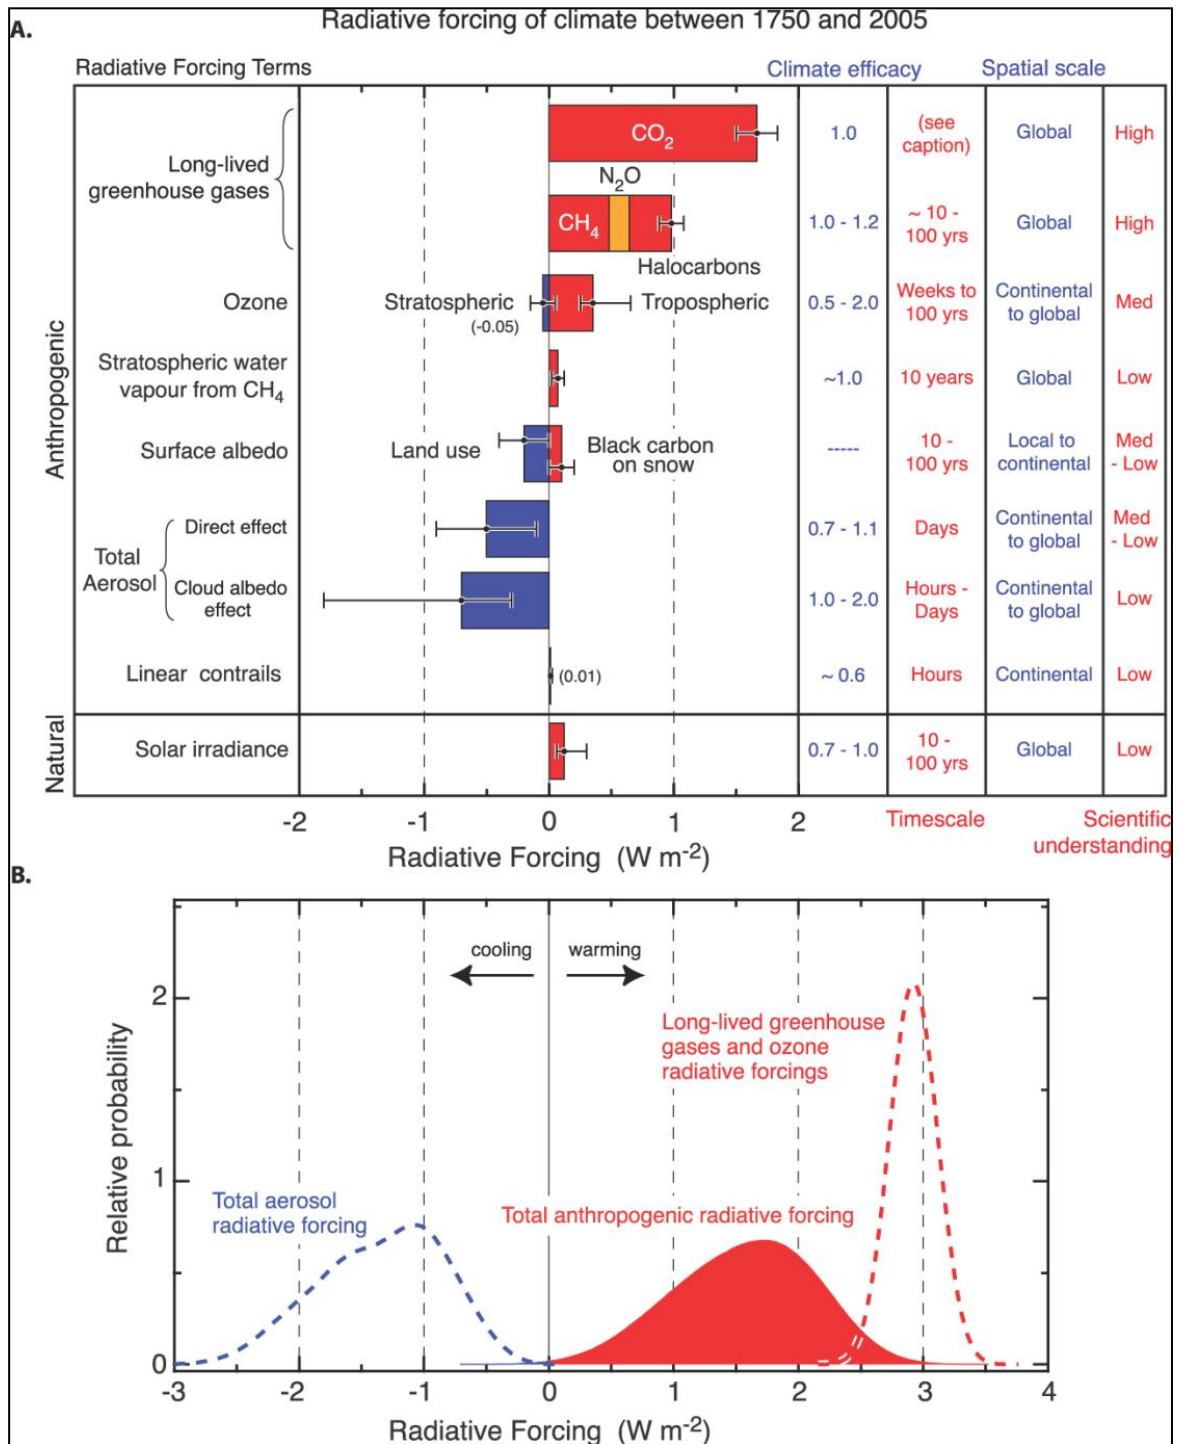 A.
Radiative forcing of climate between 1750 and 2005
Radiative Forcing Terms
Climate efficacy
Spatial scale
Anthropogenic
Long-lived
greenhouse gases
CO₂
1.0
(see
caption)
Global
High
N₂O
CH₄
Halocarbons
1.0 - 1.2
~ 10 -
100 yrs
Global
High
Ozone
Stratospheric
(-0.05)
Tropospheric
0.5 - 2.0
Weeks to
100 yrs
Continental
to global
Med
Stratospheric water
vapour from CH₄
~1.0
10 years
Global
Low
Surface albedo
Land use
Black carbon
on snow
-----
10 -
100 yrs
Local to
continental
Med
- Low
Total
Aerosol
Direct effect
0.7 - 1.1
Days
Continental
to global
Med
- Low
Cloud albedo
effect
1.0 - 2.0
Hours -
Days
Continental
to global
Low
Linear contrails
(0.01)
~ 0.6
Hours
Continental
Low
Natural
Solar irradiance
0.7 - 1.0
10 -
100 yrs
Global
Low
-2 -1 0 1 2
Timescale
Scientific
understanding
Radiative Forcing (W m⁻²)
B.
cooling
warming
Long-lived greenhouse
gases and ozone
radiative forcings
Total aerosol
radiative forcing
Total anthropogenic radiative forcing
Relative probability
2
1
0
-3 -2 -1 0 1 2 3 4
Radiative Forcing (W m⁻²)